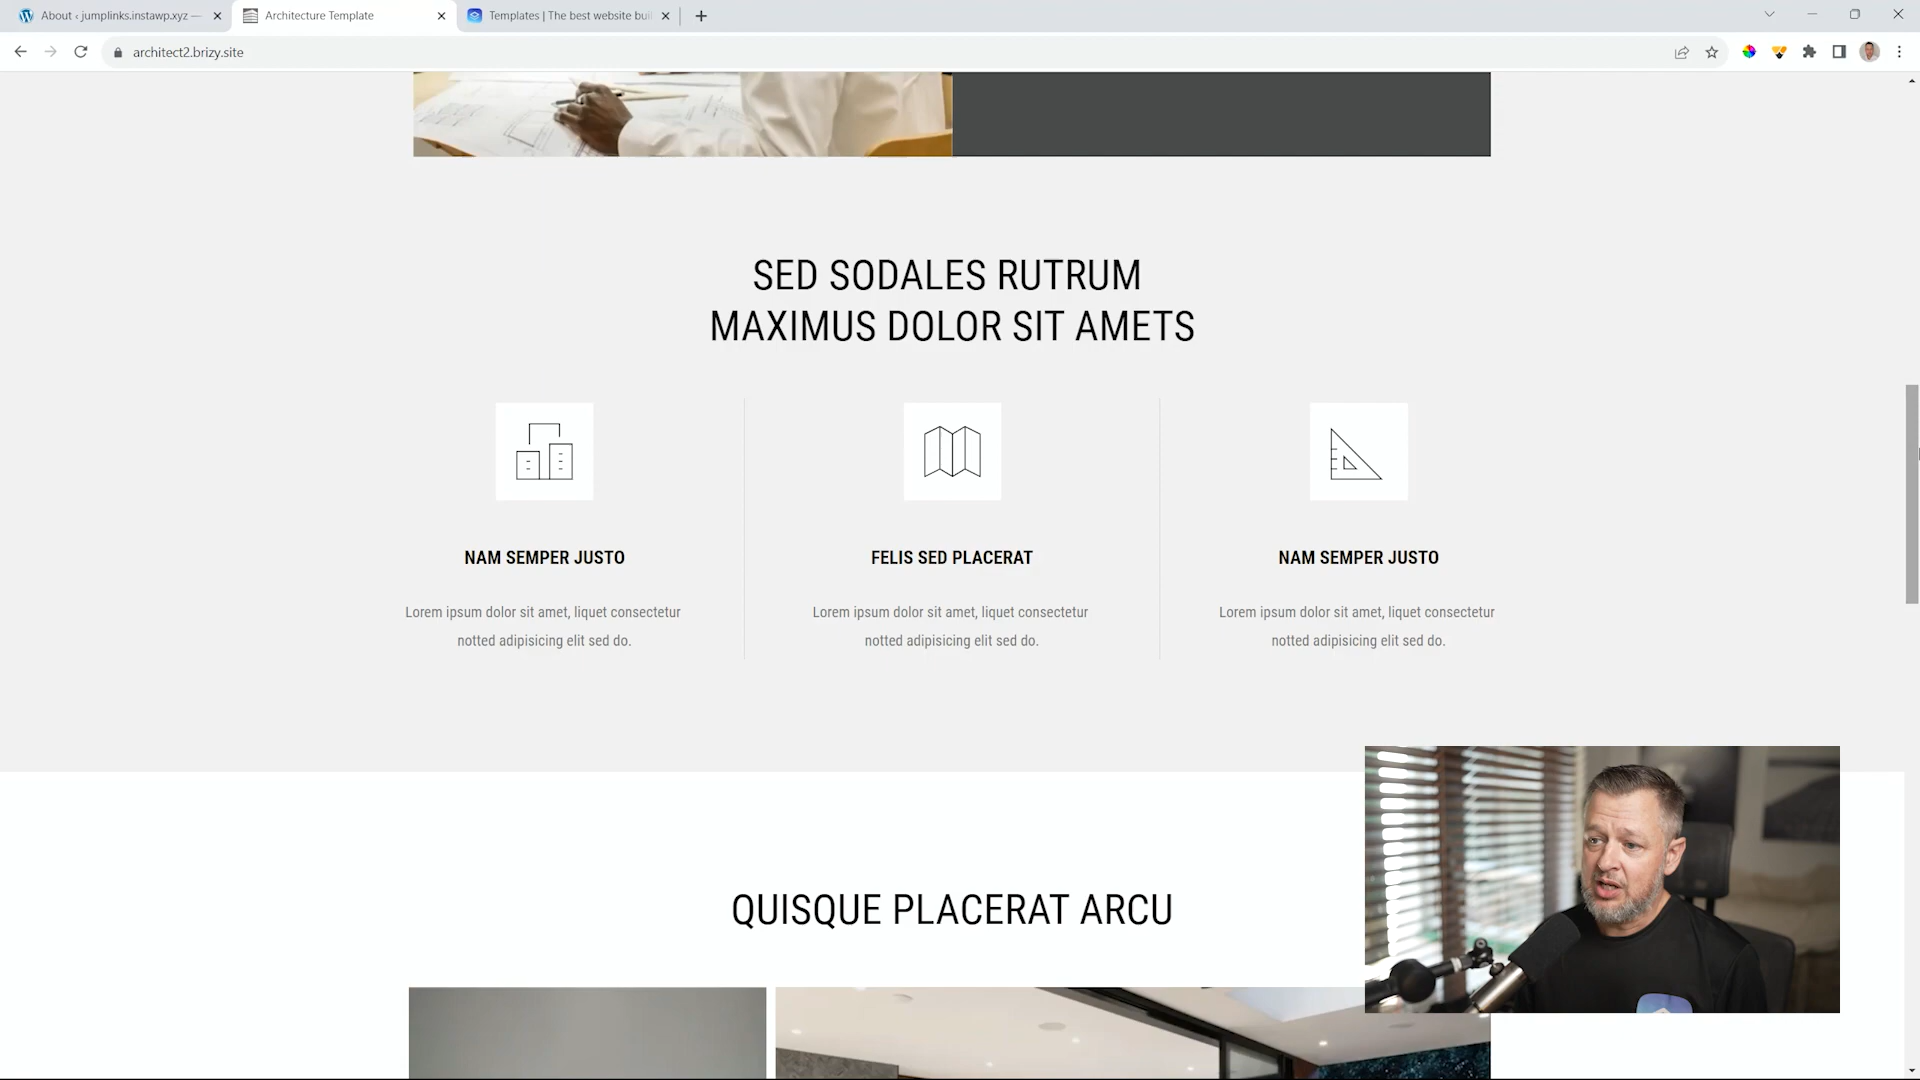 About ‹ jumplinks.instawp.xyz —
Architecture Template
Templates | The best website bui
architect2.brizy.site
SED SODALES RUTRUM
MAXIMUS DOLOR SIT AMETS
NAM SEMPER JUSTO
Lorem ipsum dolor sit amet, liquet consectetur
notted adipisicing elit sed do.
FELIS SED PLACERAT
Lorem ipsum dolor sit amet, liquet consectetur
notted adipisicing elit sed do.
NAM SEMPER JUSTO
Lorem ipsum dolor sit amet, liquet consectetur
notted adipisicing elit sed do.
QUISQUE PLACERAT ARCU